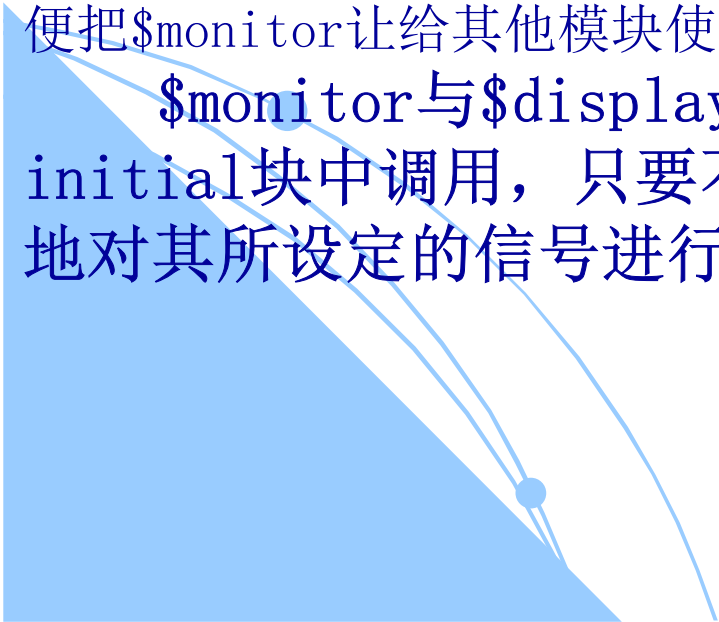 便把$monitor让给其他模块使
$monitor与$display
initial块中调用，只要不
地对其所设定的信号进行